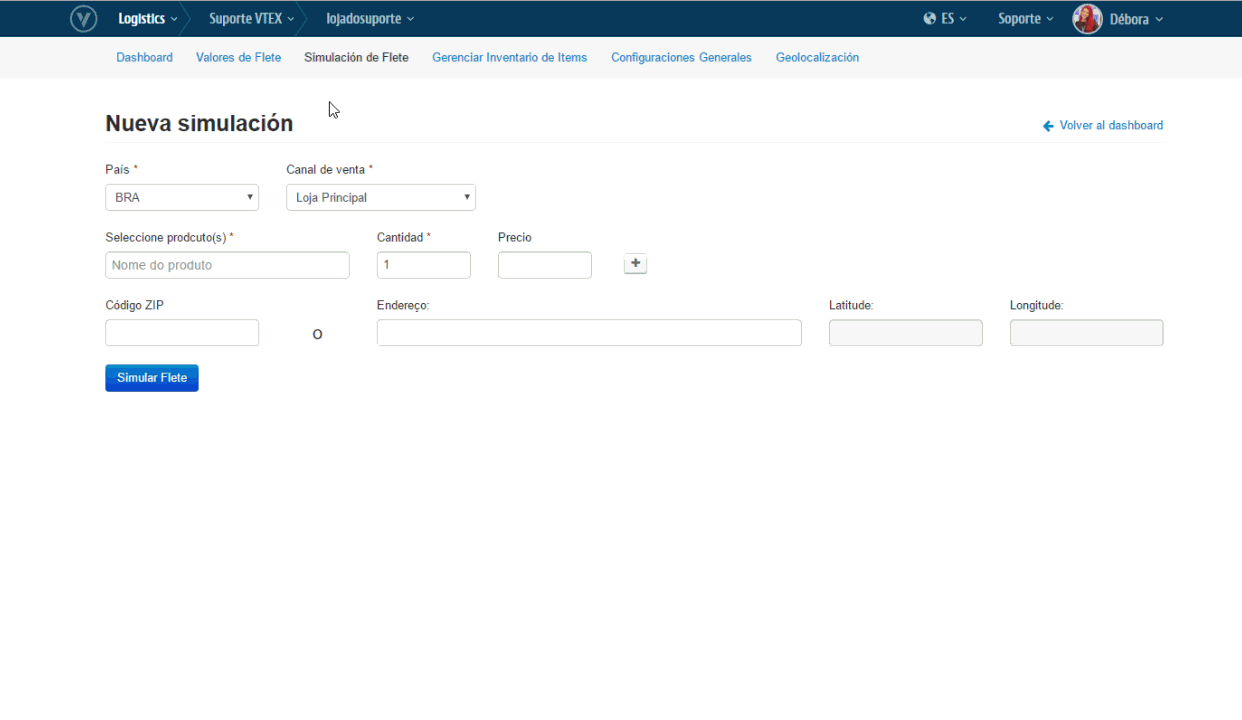 Logistics Suporte VTEX lojadosuporte ES Soporte Débora
Dashboard Valores de Flete Simulación de Flete Gerenciar Inventario de Items Configuraciones Generales Geolocalización
Nueva simulación
Volver al dashboard
País * Canal de venta *
BRA Loja Principal
Seleccione prodcuto(s) * Cantidad * Precio
Nome do produto 1 +
Código ZIP Endereço: Latitude: Longitude:
O
Simular Flete